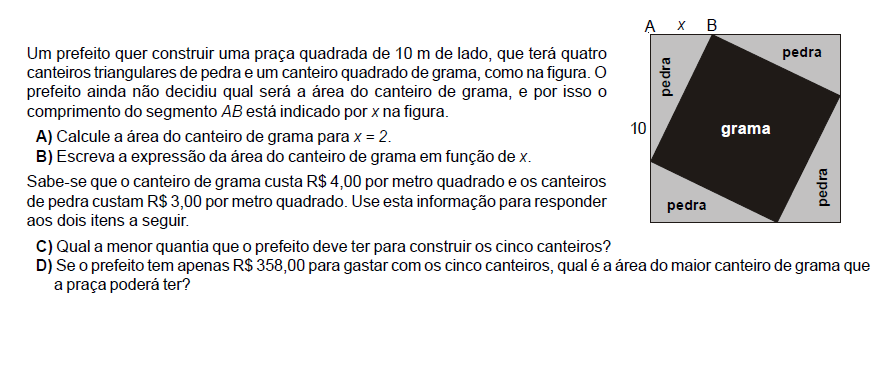 Um prefeito quer construir uma praça quadrada de 10 m de lado, que terá quatro
canteiros triangulares de pedra e um canteiro quadrado de grama, como na figura. O
prefeito ainda não decidiu qual será a área do canteiro de grama, e por isso o
comprimento do segmento AB está indicado por x na figura.
A) Calcule a área do canteiro de grama para x = 2.
B) Escreva a expressão da área do canteiro de grama em função de x.
Sabe-se que o canteiro de grama custa R$ 4,00 por metro quadrado e os canteiros
de pedra custam R$ 3,00 por metro quadrado. Use esta informação para responder
aos dois itens a seguir.
C) Qual a menor quantia que o prefeito deve ter para construir os cinco canteiros?
D) Se o prefeito tem apenas R$ 358,00 para gastar com os cinco canteiros, qual é a área do maior canteiro de grama que
a praça poderá ter?
A x B
pedra
pedra
10
grama
pedra
pedra